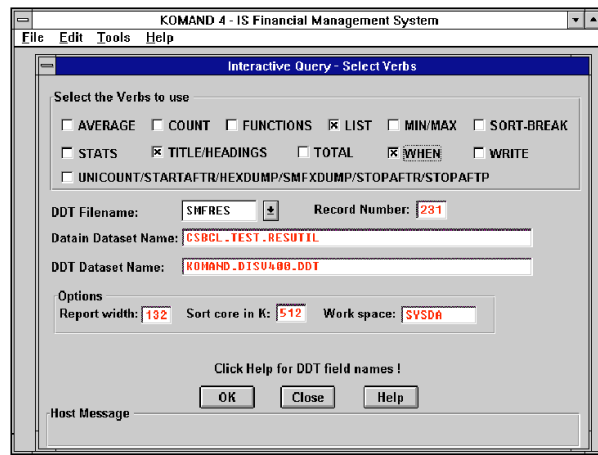 KOMAND 4 - IS Financial Management System
File Edit Tools Help
Interactive Query - Select Verbs
Select the Verbs to use
AVERAGE COUNT FUNCTIONS LIST MIN/MAX SORT-BREAK
STATS TITLE/HEADINGS TOTAL WHEN WRITE
UNICOUNT/STARTAFTR/HEXDUMP/SMFXDUMP/STOPAFTR/STOPAFTP
DDT Filename: SMFRES Record Number: 231
Datain Dataset Name: CSBCL.TEST.RESUTIL
DDT Dataset Name: KOMAND.DISV400.DDT
Options
Report width: 132 Sort core in K: 512 Work space: SYSDA
Click Help for DDT field names !
OK Close Help
Host Message